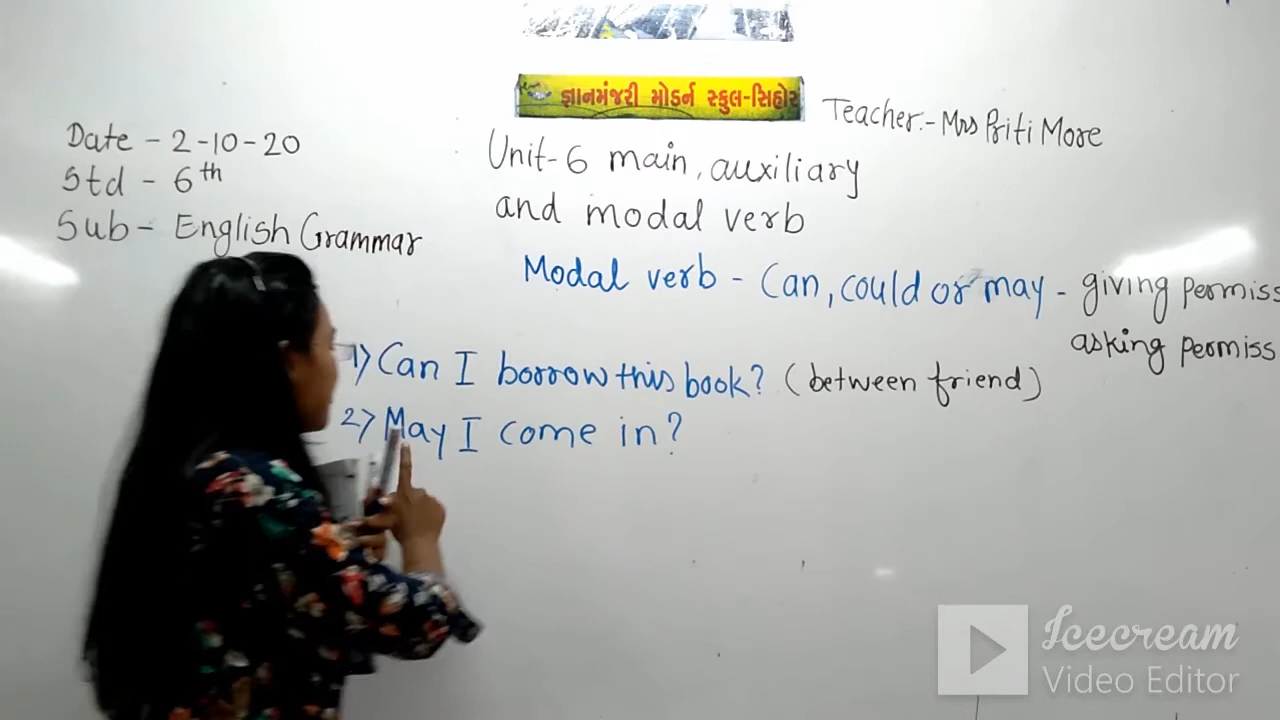 જ્ઞાનમંજરી મોડર્ન સ્કુલ-સિહોર
Teacher:- Mrs Priti More
Date - 2-10-20
Std - 6th
Sub - English Grammar
Unit-6 main, auxiliary
and modal verb
Modal verb - Can, could or may - giving permiss
asking permiss
1) Can I borrow this book? (between friend)
2) May I come in?
Icecream
Video Editor